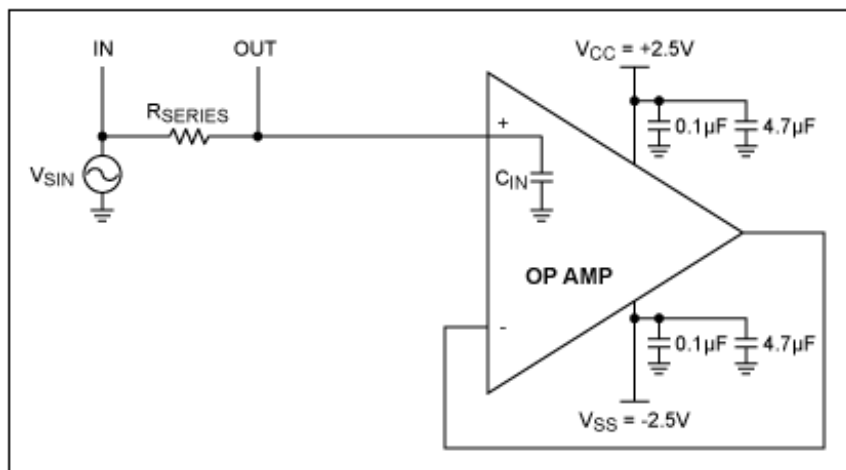 IN
OUT
RSERIES
VSIN
VCC = +2.5V
0.1µF
4.7µF
+
CIN
OP AMP
-
0.1µF
4.7µF
VSS = -2.5V